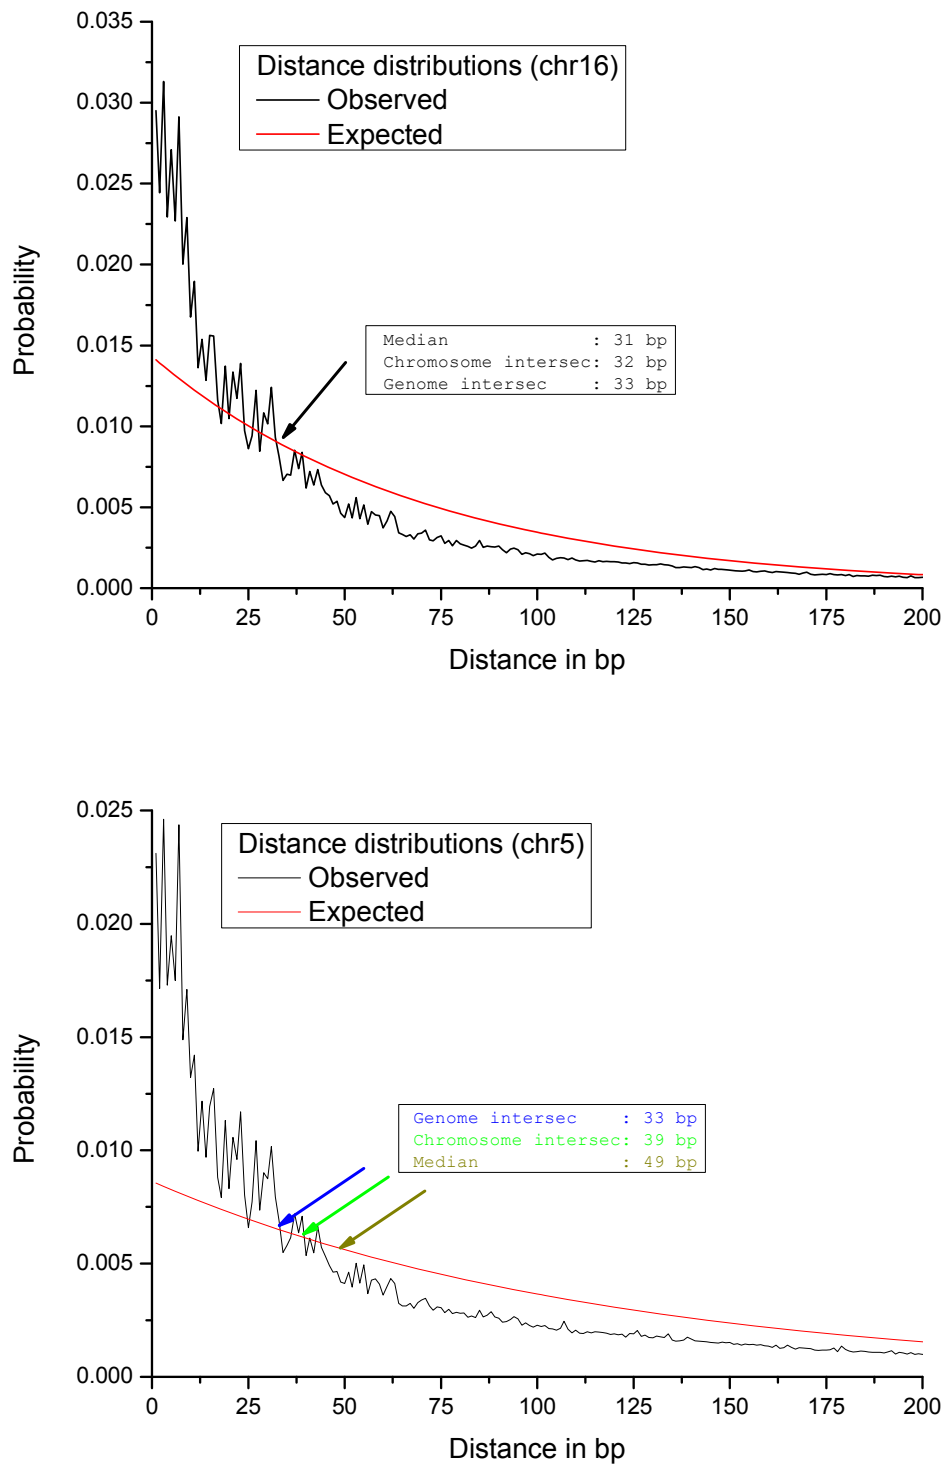 0.035
0.030
0.025
0.020
0.015
0.010
0.005
0.000
Probability
Distance distributions (chr16)
Observed
Expected
Median : 31 bp
Chromosome intersec: 32 bp
Genome intersec : 33 bp
0 25 50 75 100 125 150 175 200
Distance in bp
0.025
0.020
0.015
0.010
0.005
0.000
Probability
Distance distributions (chr5)
Observed
Expected
Genome intersec : 33 bp
Chromosome intersec: 39 bp
Median : 49 bp
0 25 50 75 100 125 150 175 200
Distance in bp